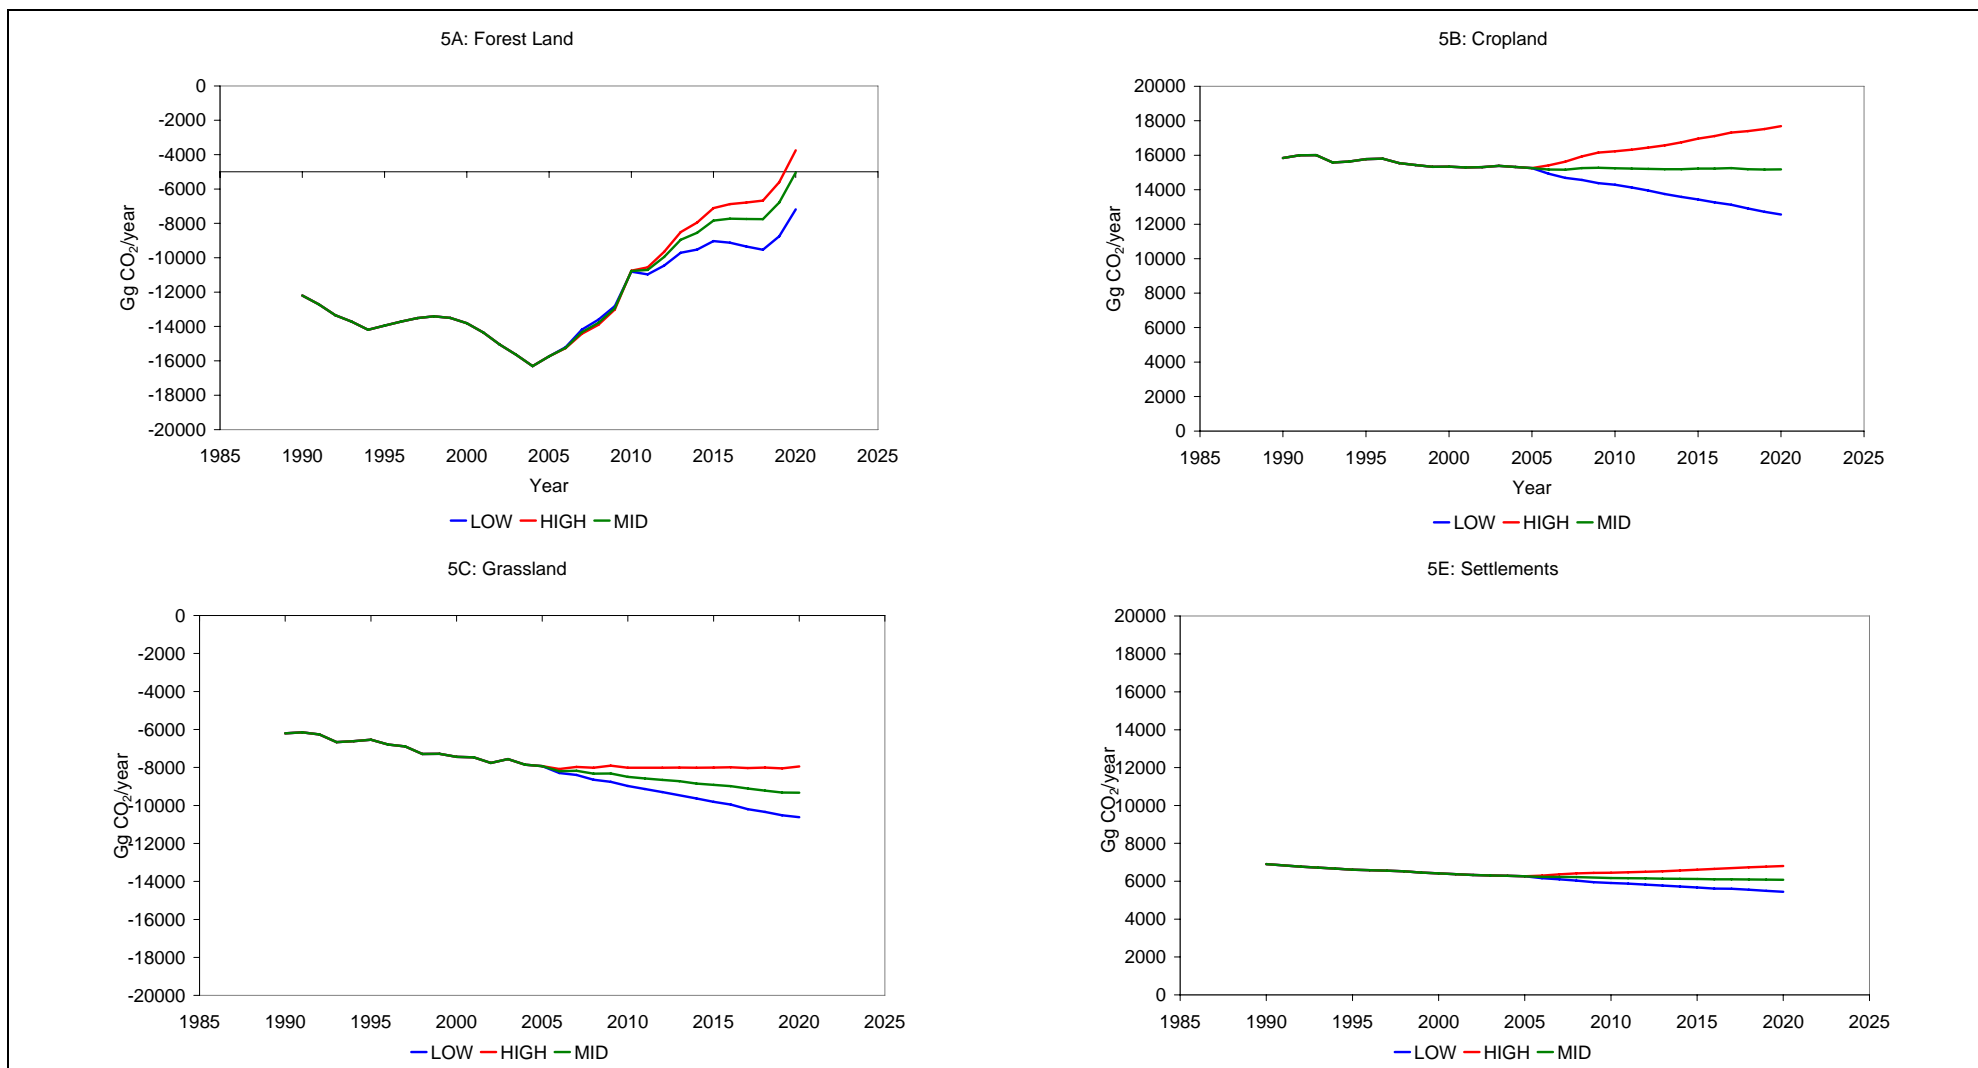 5A: Forest Land
0
-2000
-4000
-6000
-8000
-10000
-12000
-14000
-16000
-18000
-20000
1985 1990 1995 2000 2005 2010 2015 2020 2025
Year
Gg CO₂/year
LOW HIGH MID
5B: Cropland
20000
18000
16000
14000
12000
10000
8000
6000
4000
2000
0
1985 1990 1995 2000 2005 2010 2015 2020 2025
Year
Gg CO₂/year
LOW HIGH MID
5C: Grassland
0
-2000
-4000
-6000
-8000
-10000
-12000
-14000
-16000
-18000
-20000
1985 1990 1995 2000 2005 2010 2015 2020 2025
Gg CO₂/year
LOW HIGH MID
5E: Settlements
20000
18000
16000
14000
12000
10000
8000
6000
4000
2000
0
1985 1990 1995 2000 2005 2010 2015 2020 2025
Gg CO₂/year
LOW HIGH MID